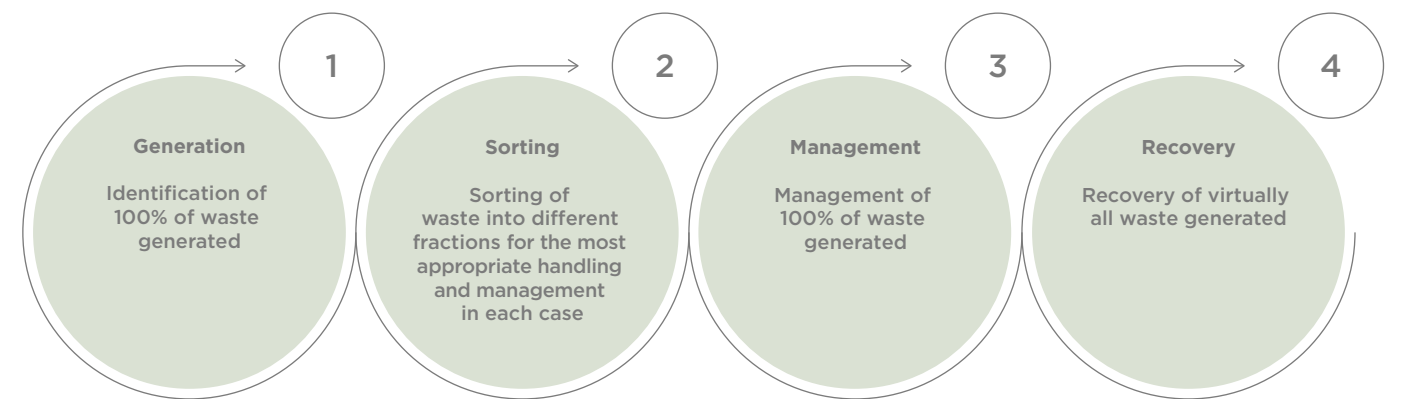 1
Generation
Identification of
100% of waste
generated
2
Sorting
Sorting of
waste into different
fractions for the most
appropriate handling
and management
in each case
3
Management
Management of
100% of waste
generated
4
Recovery
Recovery of virtually
all waste generated